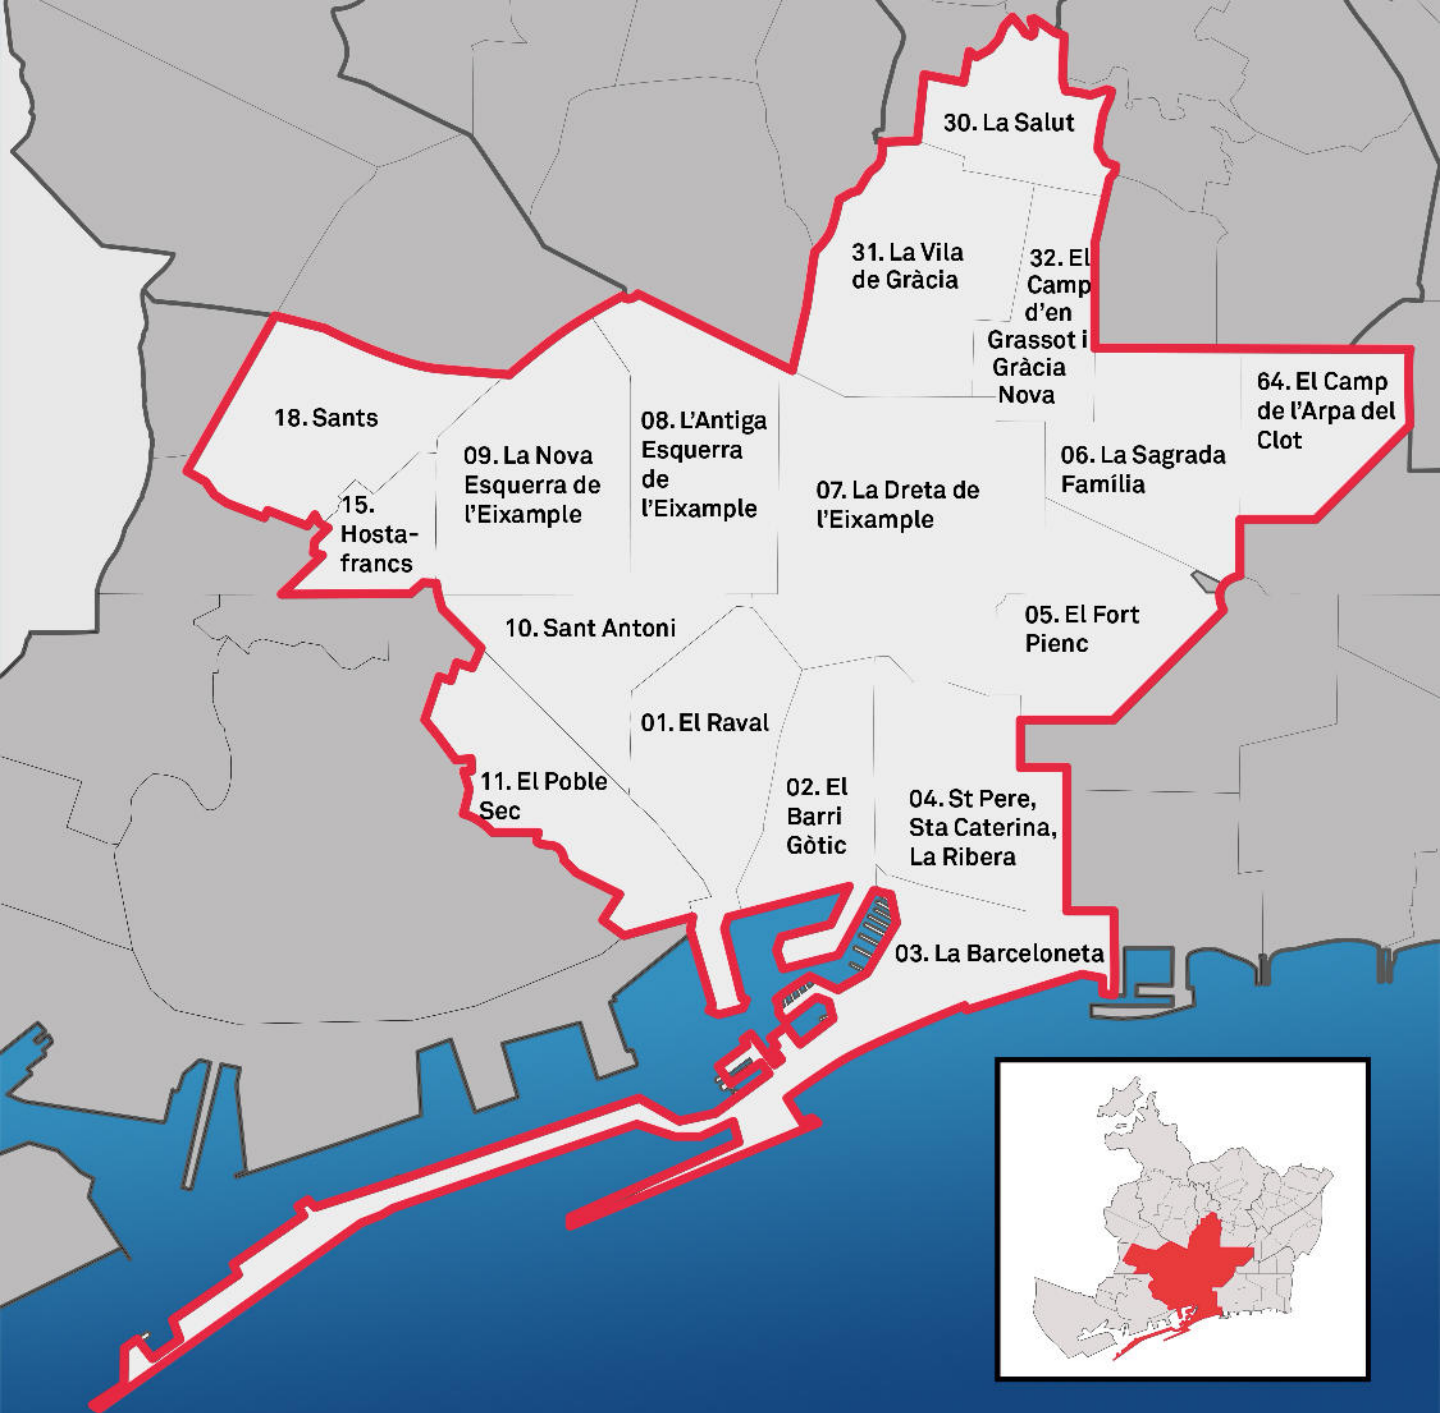 30. La Salut
31. La Vila
de Gràcia
32. El
Camp
d'en
Grassot i
Gràcia
Nova
64. El Camp
de l'Arpa del
Clot
18. Sants
08. L'Antiga
Esquerra
de
l'Eixample
09. La Nova
Esquerra de
l'Eixample
06. La Sagrada
Família
07. La Dreta de
l'Eixample
15.
Hosta-
francs
10. Sant Antoni
05. El Fort
Pienc
01. El Raval
11. El Poble
Sec
02. El
Barri
Gòtic
04. St Pere,
Sta Caterina,
La Ribera
03. La Barceloneta